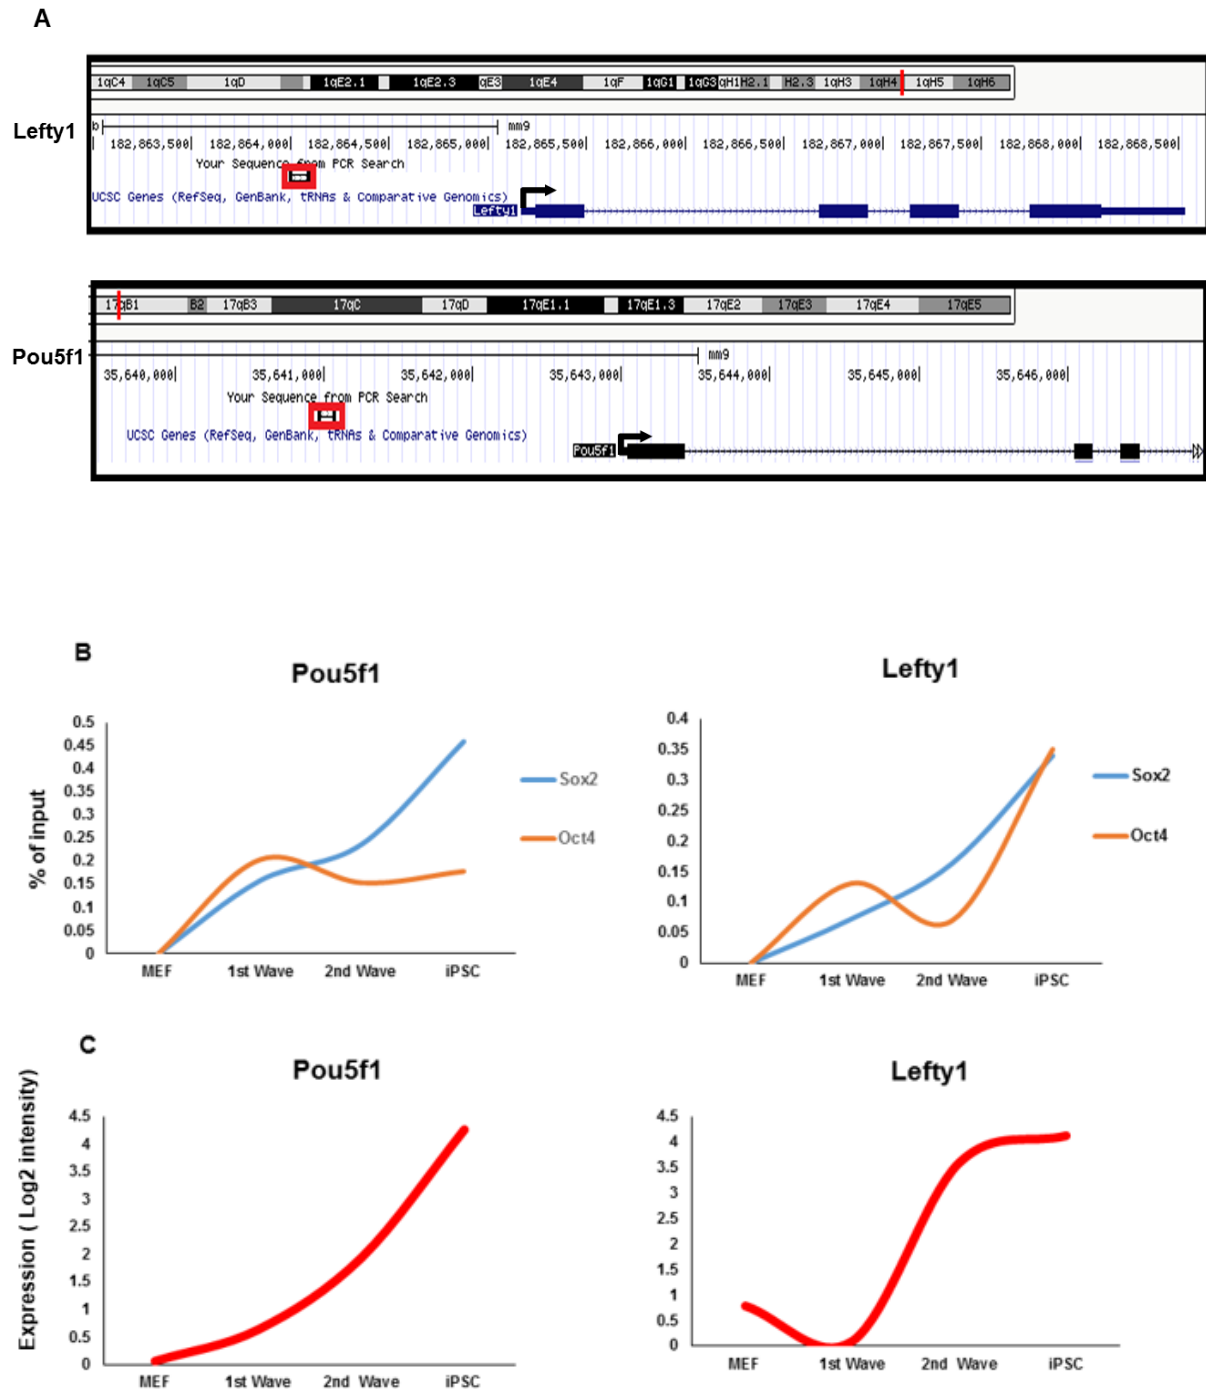 A
1qC4 1qC5 1qD 1qE2.1 1qE2.3 qE3 1qE4 1qF 1qG1 1qG3 qH1 H2.1 H2.3 1qH3 1qH4 1qH5 1qH6
Lefty1
b mm9
182,863,500 182,864,000 182,864,500 182,865,000 182,865,500 182,866,000 182,866,500 182,867,000 182,867,500 182,868,000 182,868,500
Your Sequence from PCR Search
UCSC Genes (RefSeq, GenBank, tRNAs & Comparative Genomics)
Lefty1
17qB1 B2 17qB3 17qC 17qD 17qE1.1 17qE1.3 17qE2 17qE3 17qE4 17qE5
Pou5f1
mm9
35,640,000 35,641,000 35,642,000 35,643,000 35,644,000 35,645,000 35,646,000
Your Sequence from PCR Search
UCSC Genes (RefSeq, GenBank, tRNAs & Comparative Genomics)
Pou5f1
B
Pou5f1
% of input
0.5
0.45
0.4
0.35
0.3
0.25
0.2
0.15
0.1
0.05
0
MEF 1st Wave 2nd Wave iPSC
Sox2
Oct4
Lefty1
0.4
0.35
0.3
0.25
0.2
0.15
0.1
0.05
0
MEF 1st Wave 2nd Wave iPSC
Sox2
Oct4
C
Pou5f1
Expression ( Log2 intensity)
4.5
4
3.5
3
2.5
2
1.5
1
0.5
0
MEF 1st Wave 2nd Wave iPSC
Lefty1
4.5
4
3.5
3
2.5
2
1.5
1
0.5
0
MEF 1st Wave 2nd Wave iPSC